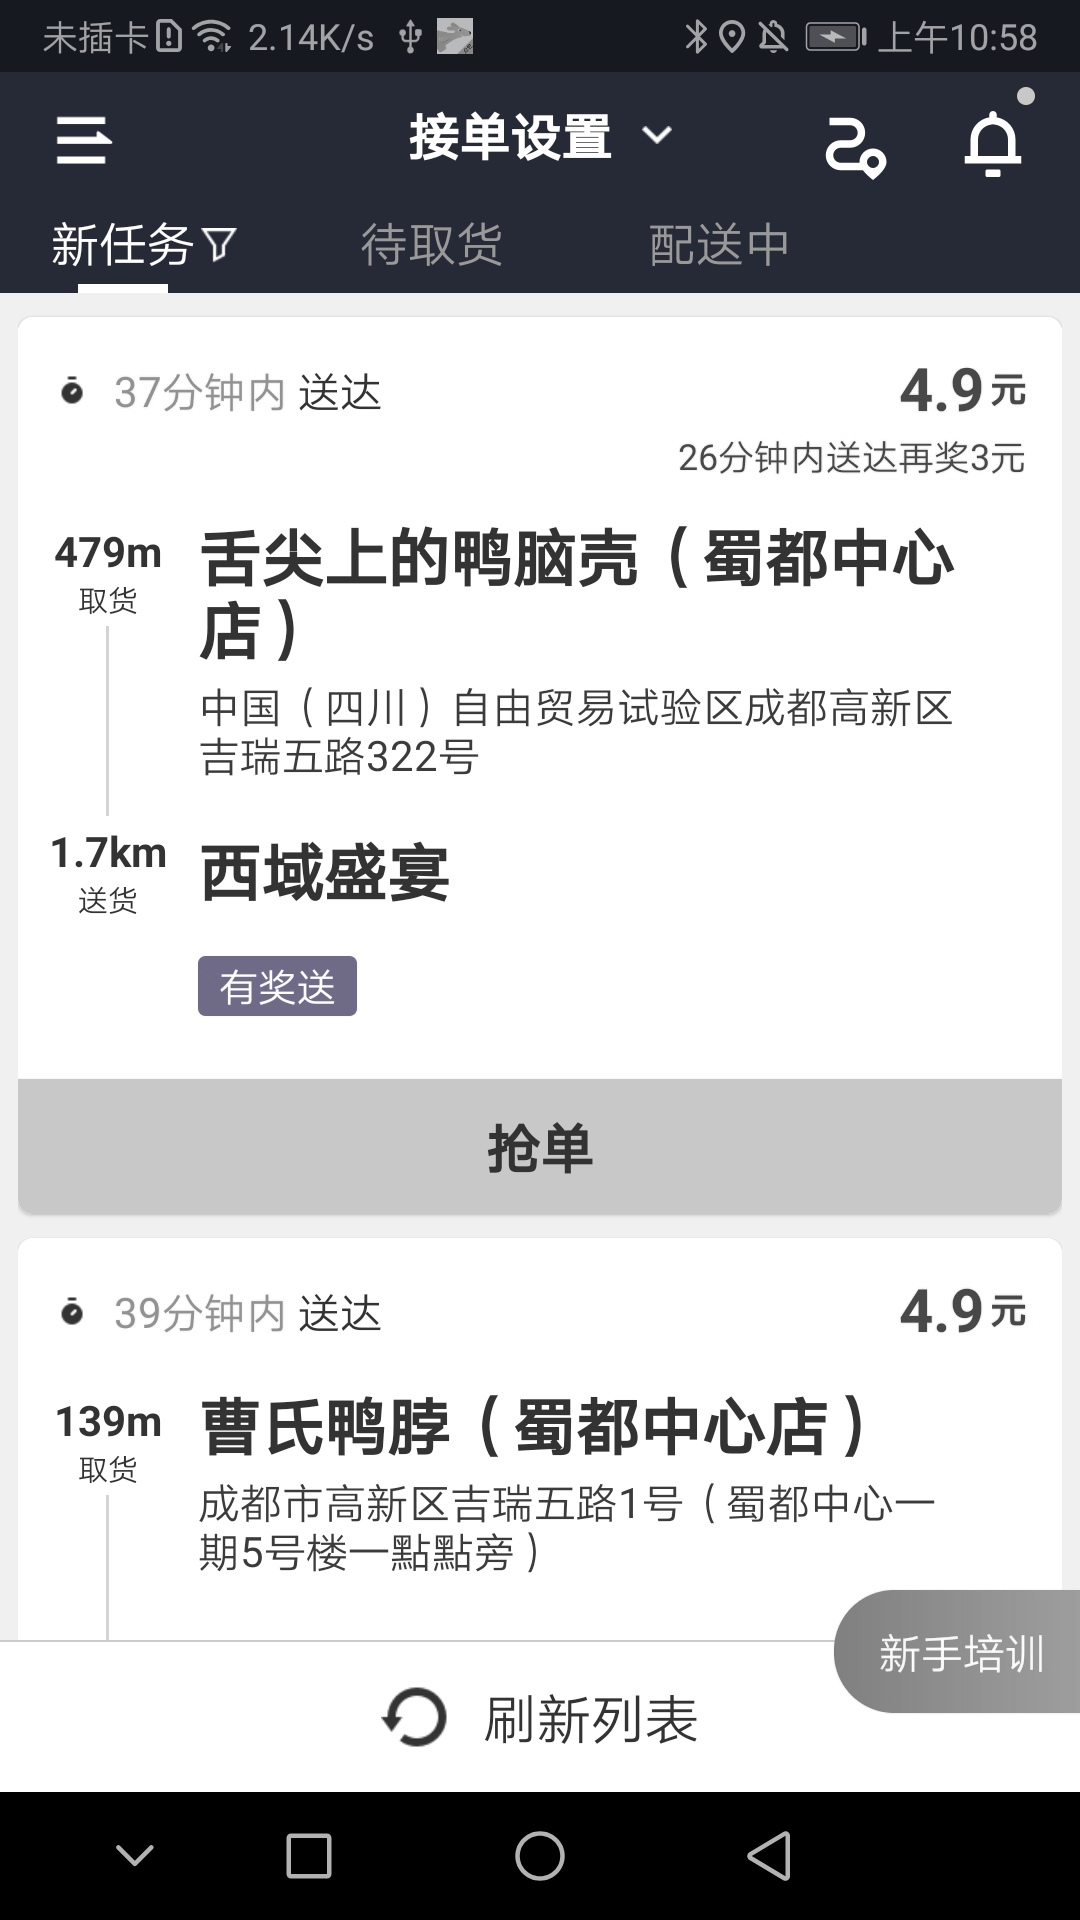 未插卡 2.14K/s 上午10:58
接单设置
新任务 待取货 配送中
37分钟内 送达 4.9元
26分钟内送达再奖3元
479m
取货
舌尖上的鸭脑壳（蜀都中心
店）
中国（四川）自由贸易试验区成都高新区
吉瑞五路322号
1.7km
送货
西域盛宴
有奖送
抢单
39分钟内 送达 4.9元
139m
取货
曹氏鸭脖（蜀都中心店）
成都市高新区吉瑞五路1号（蜀都中心一
期5号楼一點點旁）
新手培训
刷新列表